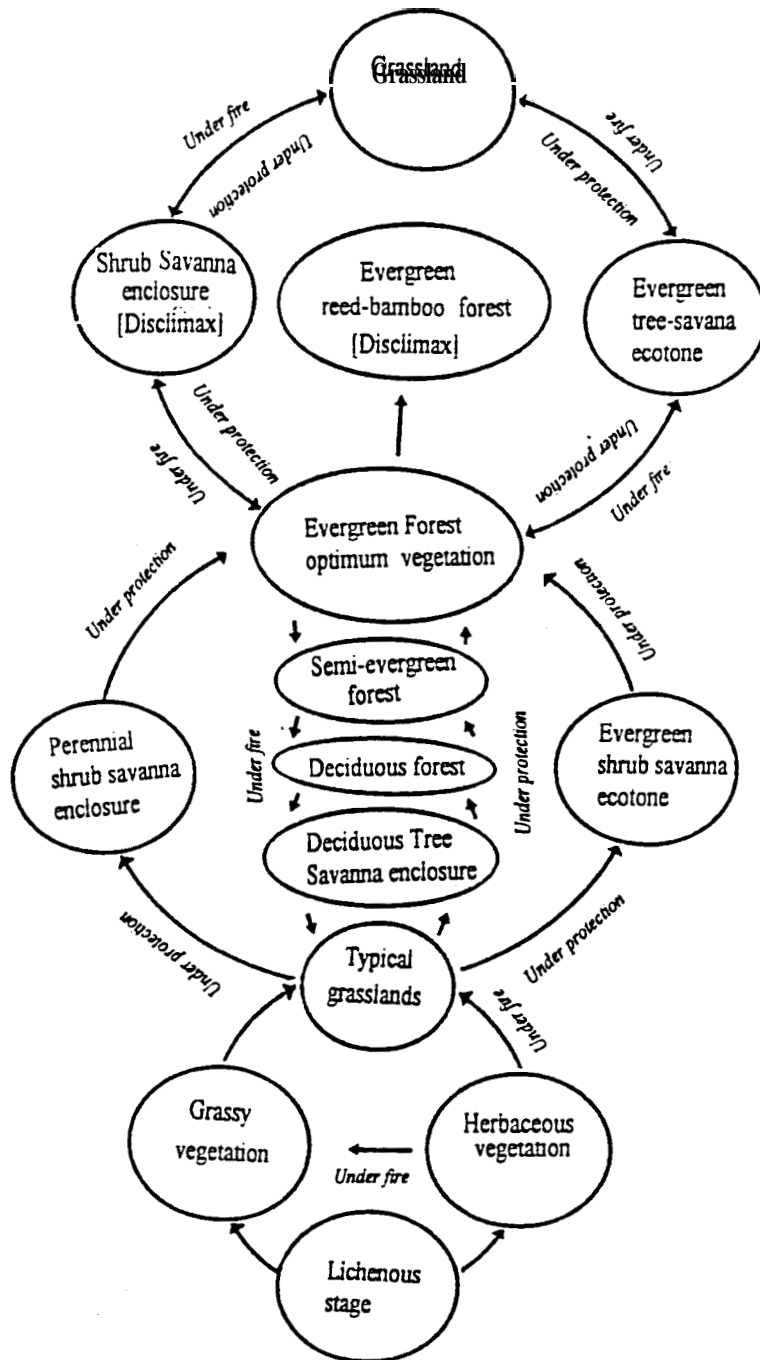 Grassland
Grassland
Under fire
Under protection
Under fire
Under protection
Shrub Savanna
enclosure
[Disclimax]
Evergreen
reed-bamboo forest
[Disclimax]
Evergreen
tree-savana
ecotone
Under protection
Under fire
Under protection
Under fire
Evergreen Forest
optimum vegetation
Under protection
Under protection
Semi-evergreen
forest
Under fire
Under protection
Perennial
shrub savanna
enclosure
Deciduous forest
Evergreen
shrub savanna
ecotone
Deciduous Tree
Savanna enclosure
Under protection
Under protection
Typical
grasslands
Under fire
Grassy
vegetation
Herbaceous
vegetation
Under fire
Lichenous
stage